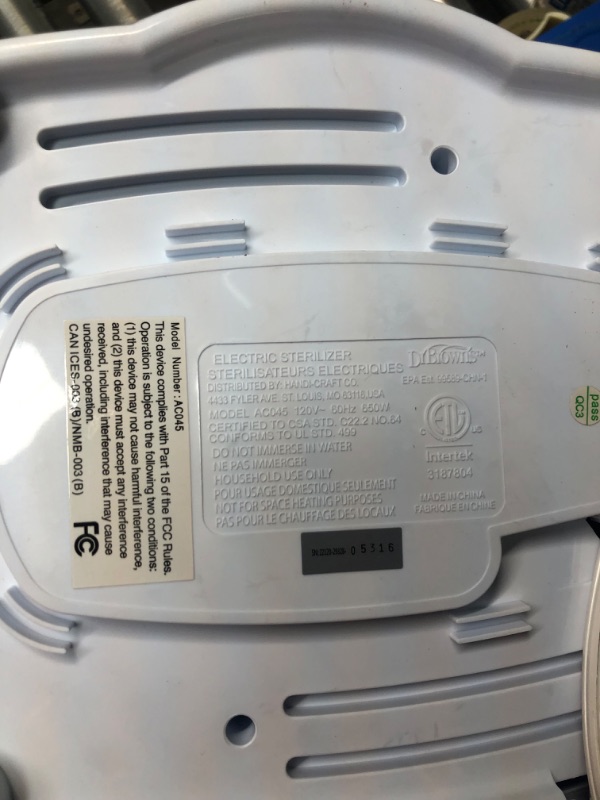 Model Number: AC045
This device complies with Part 15 of the FCC Rules.
Operation is subject to the following two conditions:
(1) this device may not cause harmful interference,
and (2) this device must accept any interference
received, including interference that may cause
undesired operation.
CAN ICES-003(B)/NMB-003(B)
FC
ELECTRIC STERILIZER
STERILISATEURS ELECTRIQUES
DISTRIBUTED BY: HANDI-CRAFT CO.
4433 FYLER AVE. ST. LOUIS, MO 63116,USA
MODEL AC045 120V~ 60Hz 650W
CERTIFIED TO CSA STD. C22.2 NO.64
CONFORMS TO UL STD. 499
DO NOT IMMERSE IN WATER
NE PAS IMMERGER
HOUSEHOLD USE ONLY
POUR USAGE DOMESTIQUE SEULEMENT
NOT FOR SPACE HEATING PURPOSES
PAS POUR LE CHAUFFAGE DES LOCAUX
Dr Brown's™
EPA Est.
ETL
C US
Intertek
3187804
MADE IN CHINA
FABRIQUE EN CHINE
05316
pass
QC3